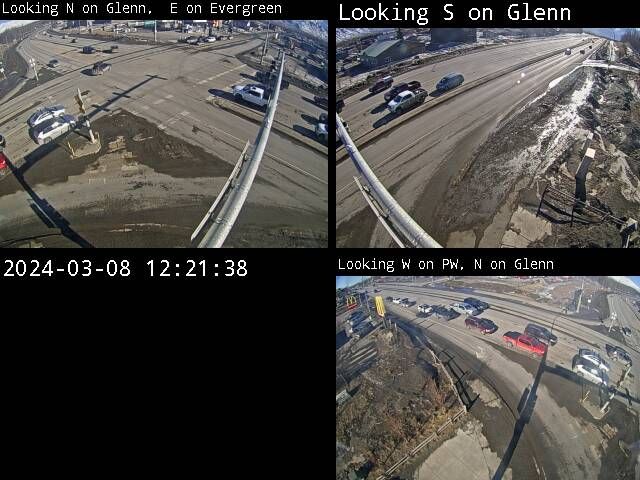 Looking N on Glenn,  E on Evergreen
Looking S on Glenn
2024-03-08 12:21:38
Looking W on PW, N on Glenn